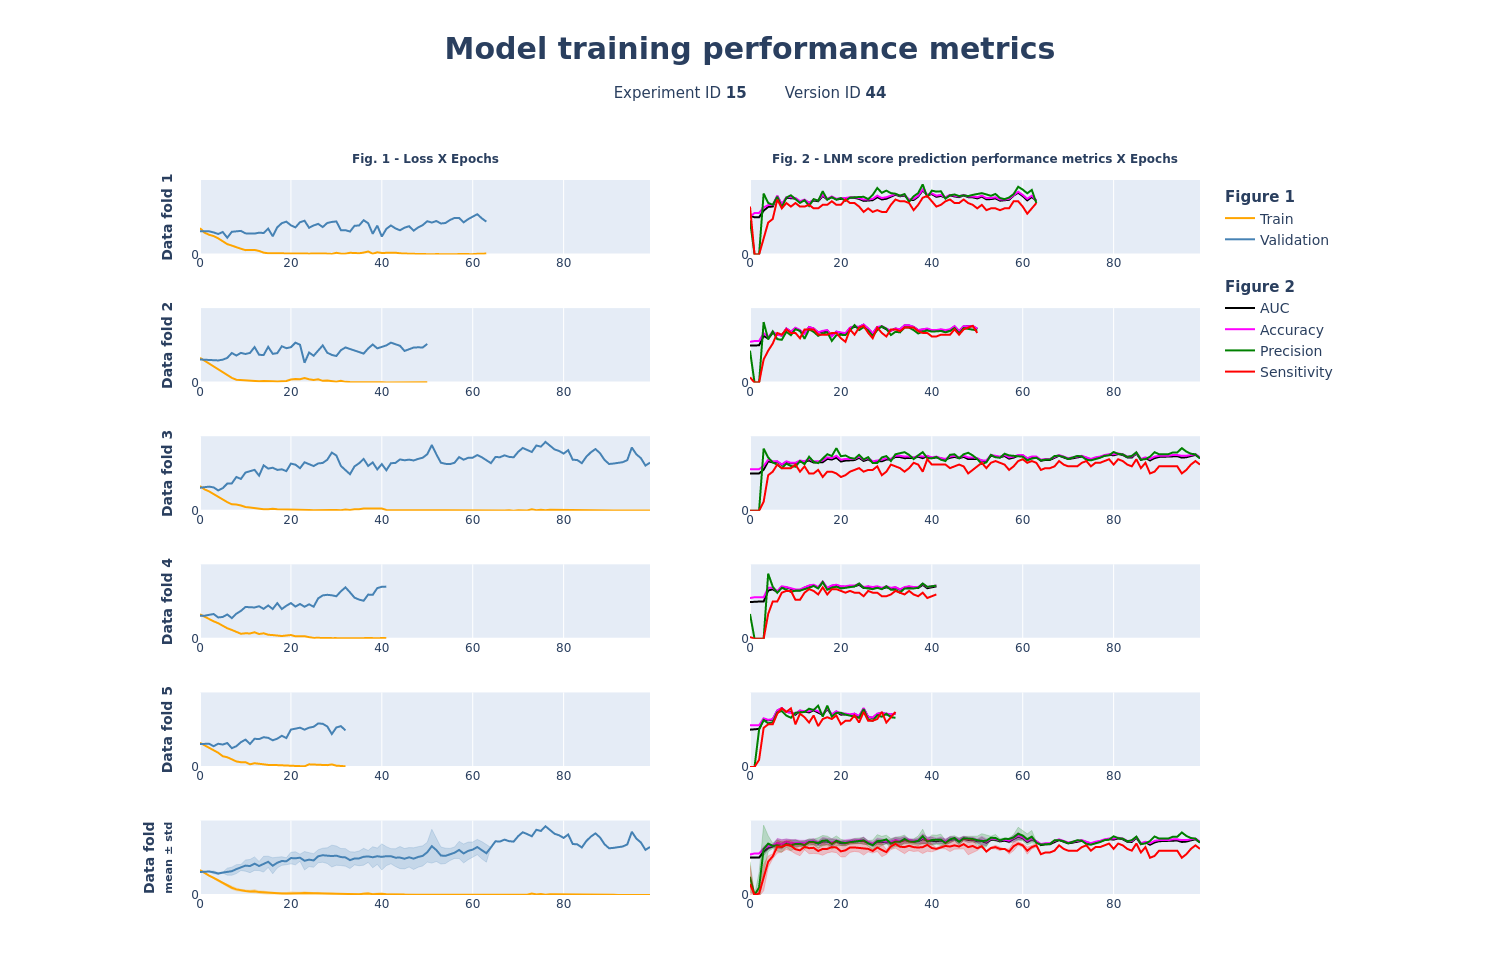 Model training performance metrics
Experiment ID 15 Version ID 44
Fig. 1 - Loss X Epochs
Fig. 2 - LNM score prediction performance metrics X Epochs
Data fold 1
0
0 20 40 60 80
0
0 20 40 60 80
Figure 1
Train
Validation
Figure 2
AUC
Accuracy
Precision
Sensitivity
Data fold 2
0
0 20 40 60 80
0
0 20 40 60 80
Data fold 3
0
0 20 40 60 80
0
0 20 40 60 80
Data fold 4
0
0 20 40 60 80
0
0 20 40 60 80
Data fold 5
0
0 20 40 60 80
0
0 20 40 60 80
Data fold
mean ± std
0
0 20 40 60 80
0
0 20 40 60 80